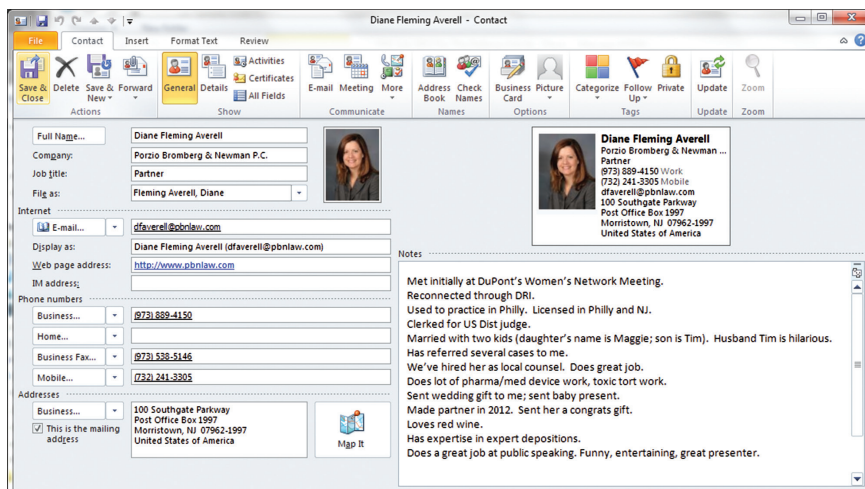 Diane Fleming Averell - Contact
File Contact Insert Format Text Review
Save & Close Delete Save & New Forward General Details Activities Certificates All Fields E-mail Meeting More Address Book Check Names Business Card Picture Categorize Follow Up Private Update Zoom
Actions Show Communicate Names Options Tags Update Zoom
Full Name... Diane Fleming Averell
Company: Porzio Bromberg & Newman P.C.
Job title: Partner
File as: Fleming Averell, Diane
Internet
E-mail... dfaverell@pbnlaw.com
Display as: Diane Fleming Averell (dfaverell@pbnlaw.com)
Web page address: http://www.pbnlaw.com
IM address:
Phone numbers
Business... (973) 889-4150
Home...
Business Fax... (973) 538-5146
Mobile... (732) 241-3305
Addresses
Business... 100 Southgate Parkway
Post Office Box 1997
Morristown, NJ 07962-1997
United States of America
This is the mailing
address
Map It
Diane Fleming Averell
Porzio Bromberg & Newman ...
Partner
(973) 889-4150 Work
(732) 241-3305 Mobile
dfaverell@pbnlaw.com
100 Southgate Parkway
Post Office Box 1997
Morristown, NJ 07962-1997
United States of America
Notes
Met initially at DuPont's Women's Network Meeting.
Reconnected through DRI.
Used to practice in Philly. Licensed in Philly and NJ.
Clerked for US Dist judge.
Married with two kids (daughter's name is Maggie; son is Tim). Husband Tim is hilarious.
Has referred several cases to me.
We've hired her as local counsel. Does great job.
Does lot of pharma/med device work, toxic tort work.
Sent wedding gift to me; sent baby present.
Made partner in 2012. Sent her a congrats gift.
Loves red wine.
Has expertise in expert depositions.
Does a great job at public speaking. Funny, entertaining, great presenter.